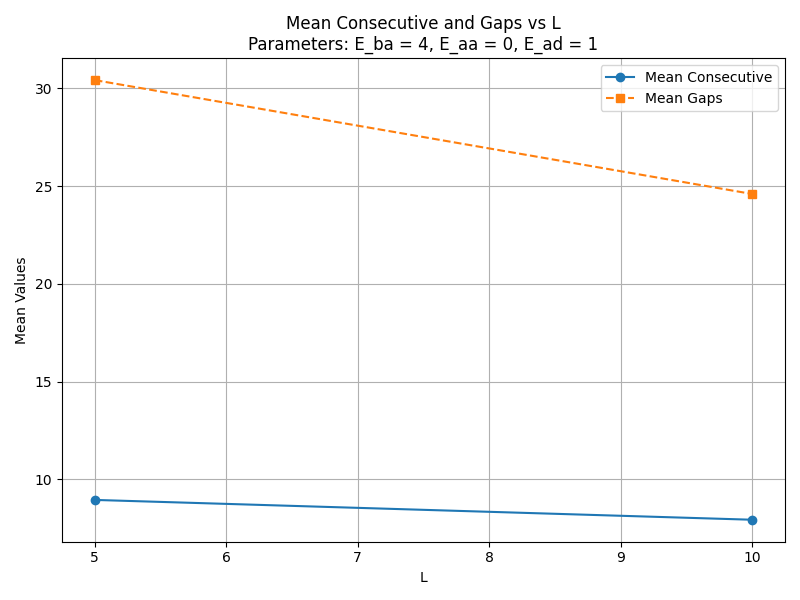 Mean Consecutive and Gaps vs L
Parameters: E_ba = 4, E_aa = 0, E_ad = 1
Mean Consecutive
Mean Gaps
Mean Values
30
25
20
15
10
5 6 7 8 9 10
L